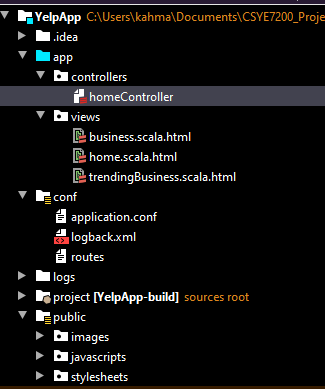 YelpApp C:\Users\kahma\Documents\CSYE7200_Proje
.idea
app
controllers
homeController
views
business.scala.html
home.scala.html
trendingBusiness.scala.html
conf
application.conf
logback.xml
routes
logs
project [YelpApp-build] sources root
public
images
javascripts
stylesheets